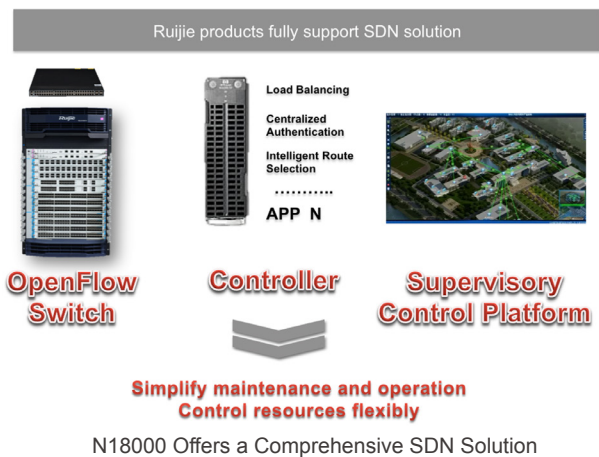 Ruijie products fully support SDN solution
Ruijie
Load Balancing
Centralized
Authentication
Intelligent Route
Selection
...........
APP N
OpenFlow
Switch
Controller
Supervisory
Control Platform
Simplify maintenance and operation
Control resources flexibly
N18000 Offers a Comprehensive SDN Solution